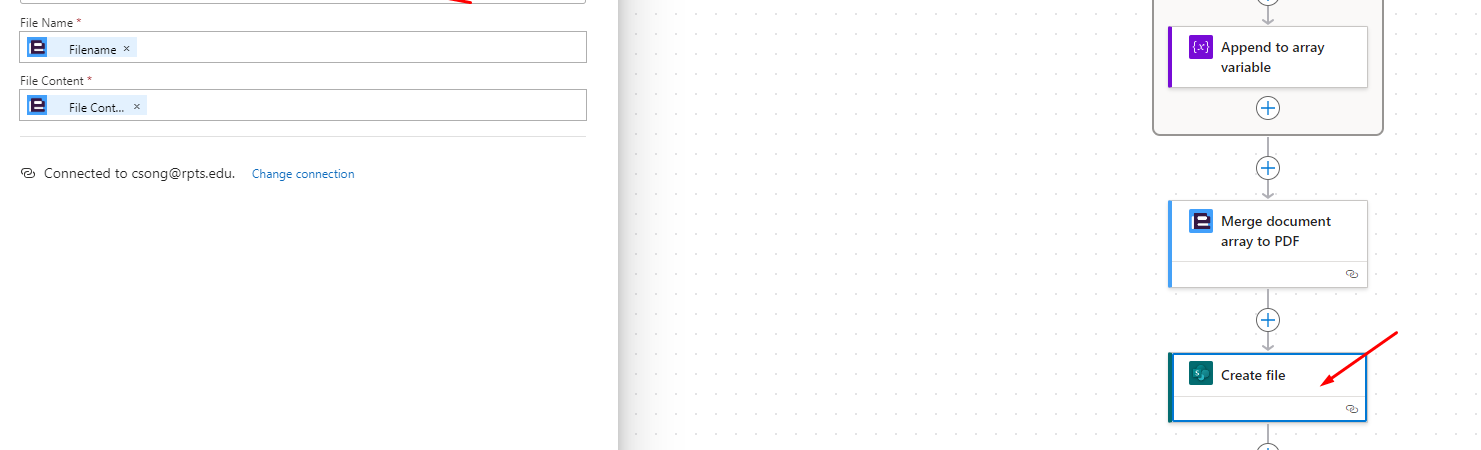 File Name *
Filename ×
File Content *
File Cont... ×
Connected to csong@rpts.edu. Change connection
{x} Append to array
variable
Merge document
array to PDF
s Create file